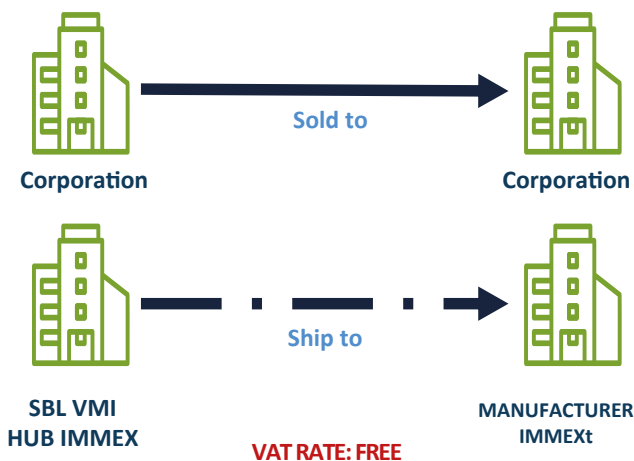 Sold to
Corporation
Corporation
Ship to
SBL VMI
HUB IMMEX
MANUFACTURER
IMMEXt
VAT RATE: FREE